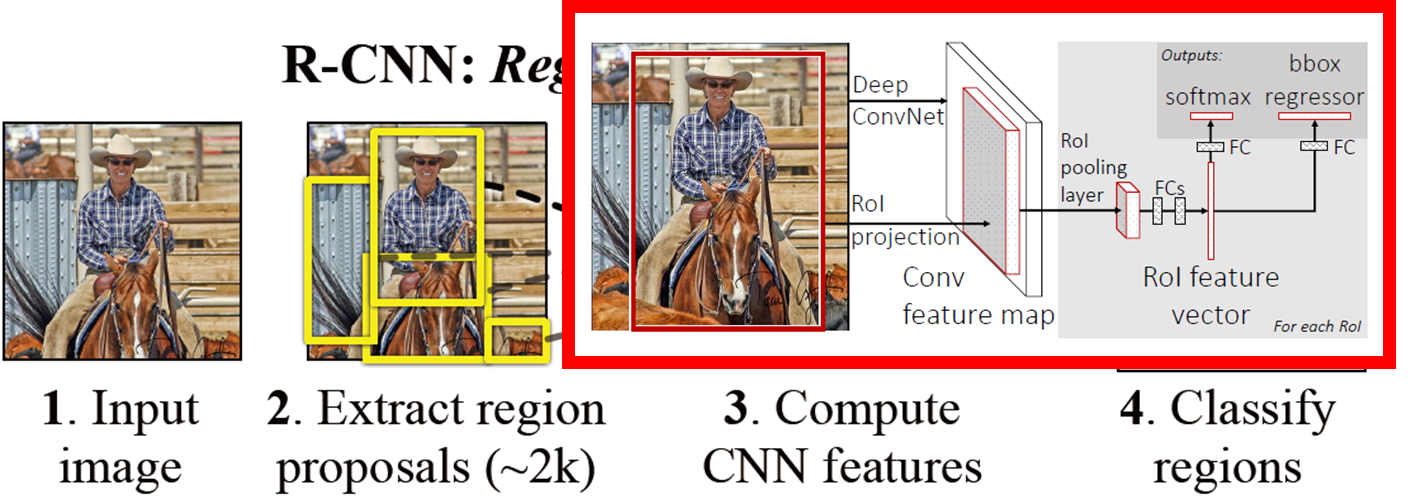 R-CNN: Reg
Outputs:
bbox
softmax regressor
Deep
ConvNet
FC
FC
RoI
pooling
layer
FCs
RoI
projection
Conv
feature map
RoI feature
vector
For each RoI
1. Input
image
2. Extract region
proposals (~2k)
3. Compute
CNN features
4. Classify
regions